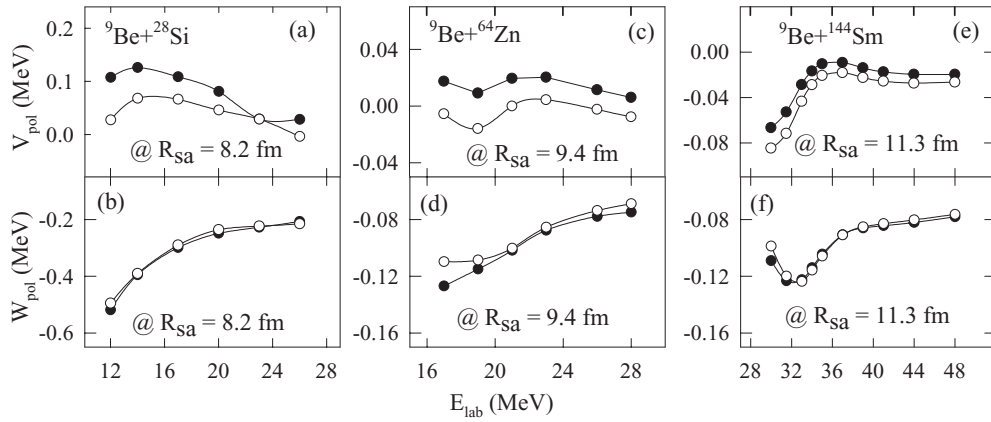 ⁹Be+²⁸Si (a)
⁹Be+⁶⁴Zn (c)
⁹Be+¹⁴⁴Sm (e)
V_pol (MeV)
0.2
0.1
0.0
@ R_sa = 8.2 fm
0.04
0.00
-0.04
@ R_sa = 9.4 fm
0.00
-0.04
-0.08
@ R_sa = 11.3 fm
(b)
(d)
(f)
W_pol (MeV)
-0.2
-0.4
-0.6
@ R_sa = 8.2 fm
-0.08
-0.12
-0.16
@ R_sa = 9.4 fm
-0.08
-0.12
-0.16
@ R_sa = 11.3 fm
12 16 20 24 28
16 20 24 28
28 32 36 40 44 48
E_lab (MeV)